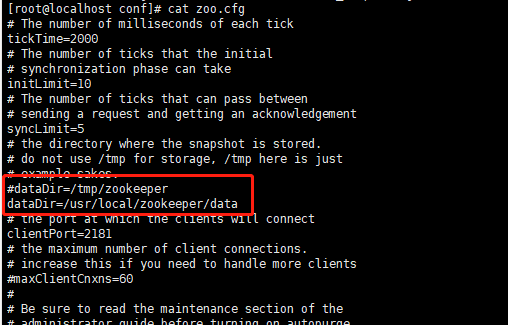 [root@localhost conf]# cat zoo.cfg
# The number of milliseconds of each tick
tickTime=2000
# The number of ticks that the initial
# synchronization phase can take
initLimit=10
# The number of ticks that can pass between
# sending a request and getting an acknowledgement
syncLimit=5
# the directory where the snapshot is stored.
# do not use /tmp for storage, /tmp here is just
# example sakes.
#dataDir=/tmp/zookeeper
dataDir=/usr/local/zookeeper/data
# the port at which the clients will connect
clientPort=2181
# the maximum number of client connections.
# increase this if you need to handle more clients
#maxClientCnxns=60
#
# Be sure to read the maintenance section of the
# administrator guide before turning on autopurge.